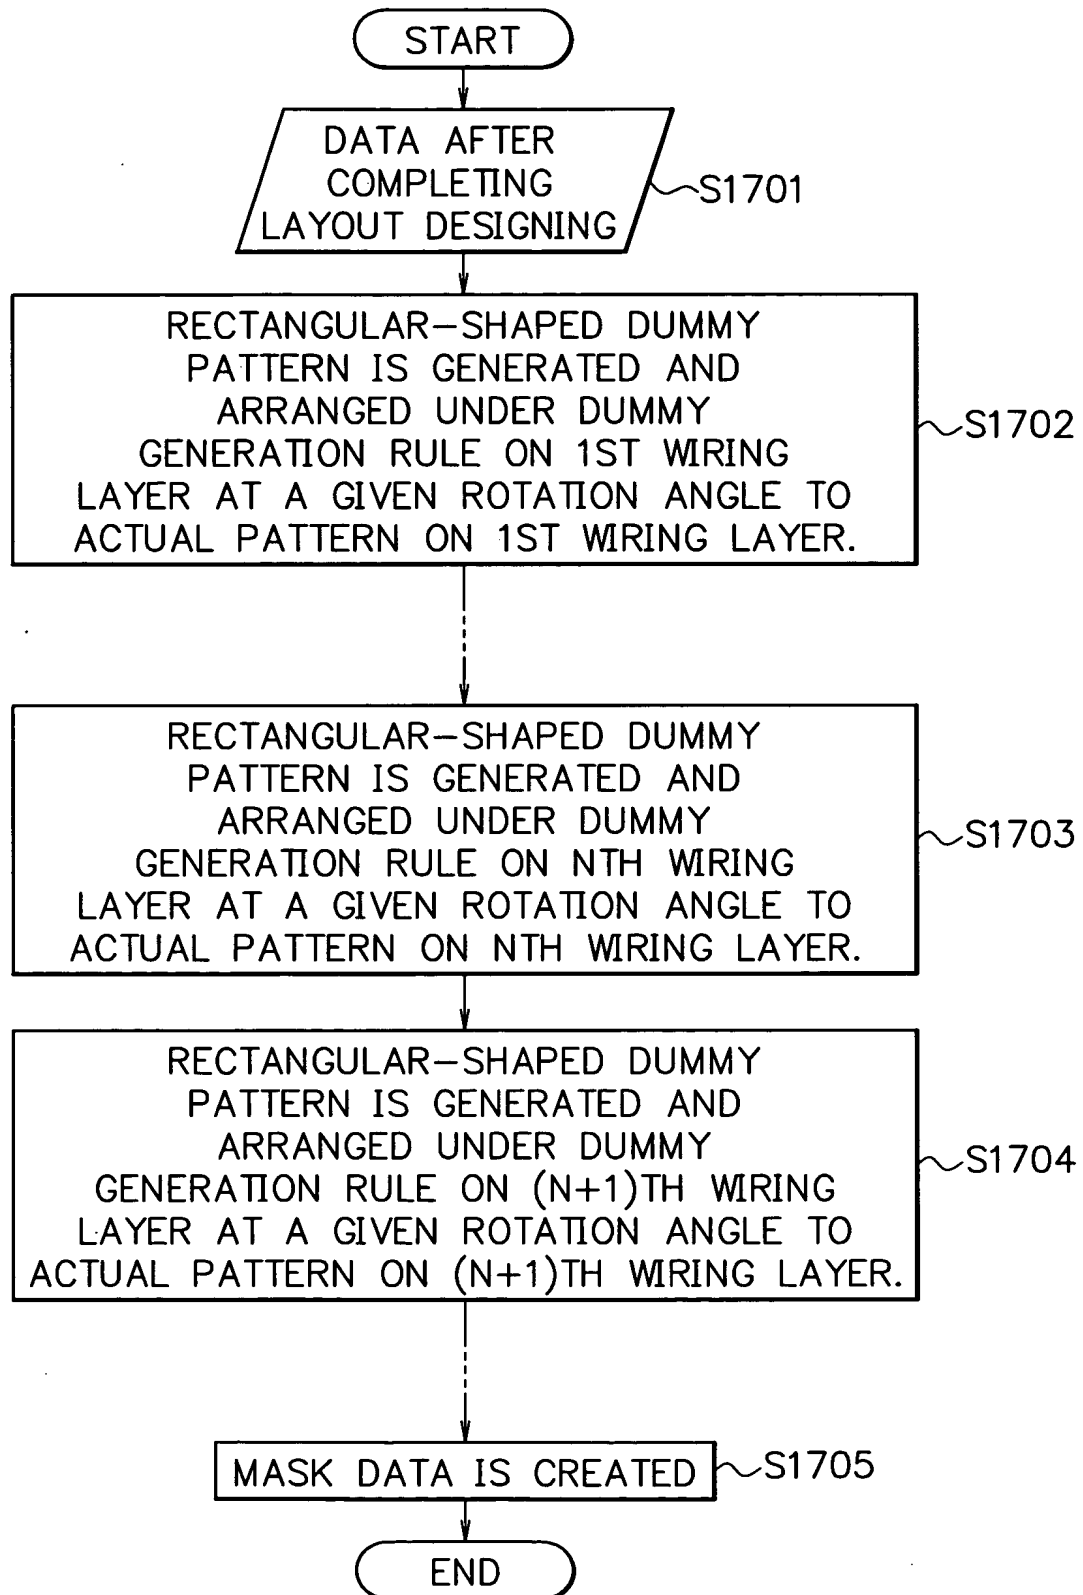 START
DATA AFTER
COMPLETING
LAYOUT DESIGNING
S1701
RECTANGULAR-SHAPED DUMMY
PATTERN IS GENERATED AND
ARRANGED UNDER DUMMY
GENERATION RULE ON 1ST WIRING
LAYER AT A GIVEN ROTATION ANGLE TO
ACTUAL PATTERN ON 1ST WIRING LAYER.
S1702
RECTANGULAR-SHAPED DUMMY
PATTERN IS GENERATED AND
ARRANGED UNDER DUMMY
GENERATION RULE ON NTH WIRING
LAYER AT A GIVEN ROTATION ANGLE TO
ACTUAL PATTERN ON NTH WIRING LAYER.
S1703
RECTANGULAR-SHAPED DUMMY
PATTERN IS GENERATED AND
ARRANGED UNDER DUMMY
GENERATION RULE ON (N+1)TH WIRING
LAYER AT A GIVEN ROTATION ANGLE TO
ACTUAL PATTERN ON (N+1)TH WIRING LAYER.
S1704
MASK DATA IS CREATED
S1705
END